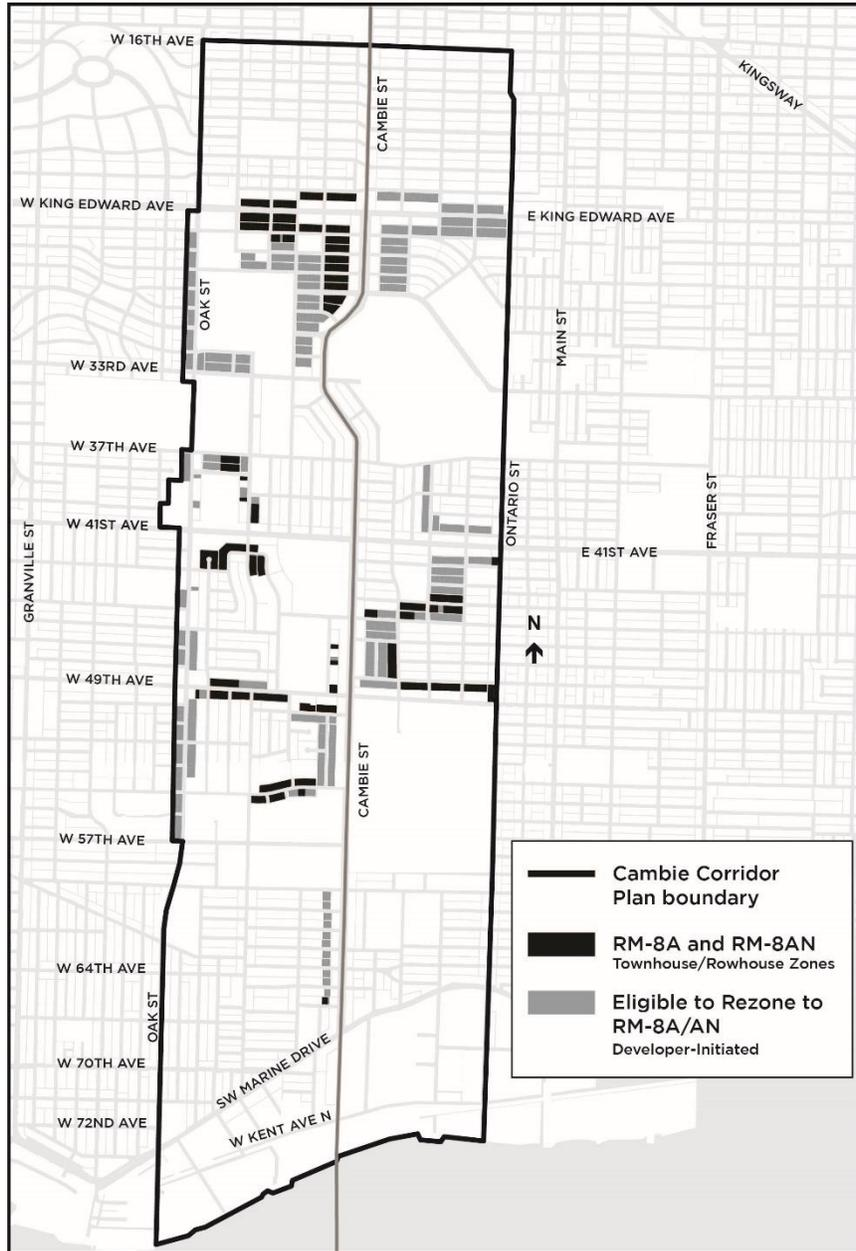 W 16TH AVE
KINGSWAY
CAMBIE ST
W KING EDWARD AVE
E KING EDWARD AVE
OAK ST
MAIN ST
W 33RD AVE
W 37TH AVE
ONTARIO ST
FRASER ST
W 41ST AVE
E 41ST AVE
GRANVILLE ST
N
W 49TH AVE
CAMBIE ST
W 57TH AVE
Cambie Corridor
Plan boundary
RM-8A and RM-8AN
Townhouse/Rowhouse Zones
W 64TH AVE
Eligible to Rezone to
RM-8A/AN
Developer-Initiated
OAK ST
SW MARINE DRIVE
W 70TH AVE
W 72ND AVE
W KENT AVE N